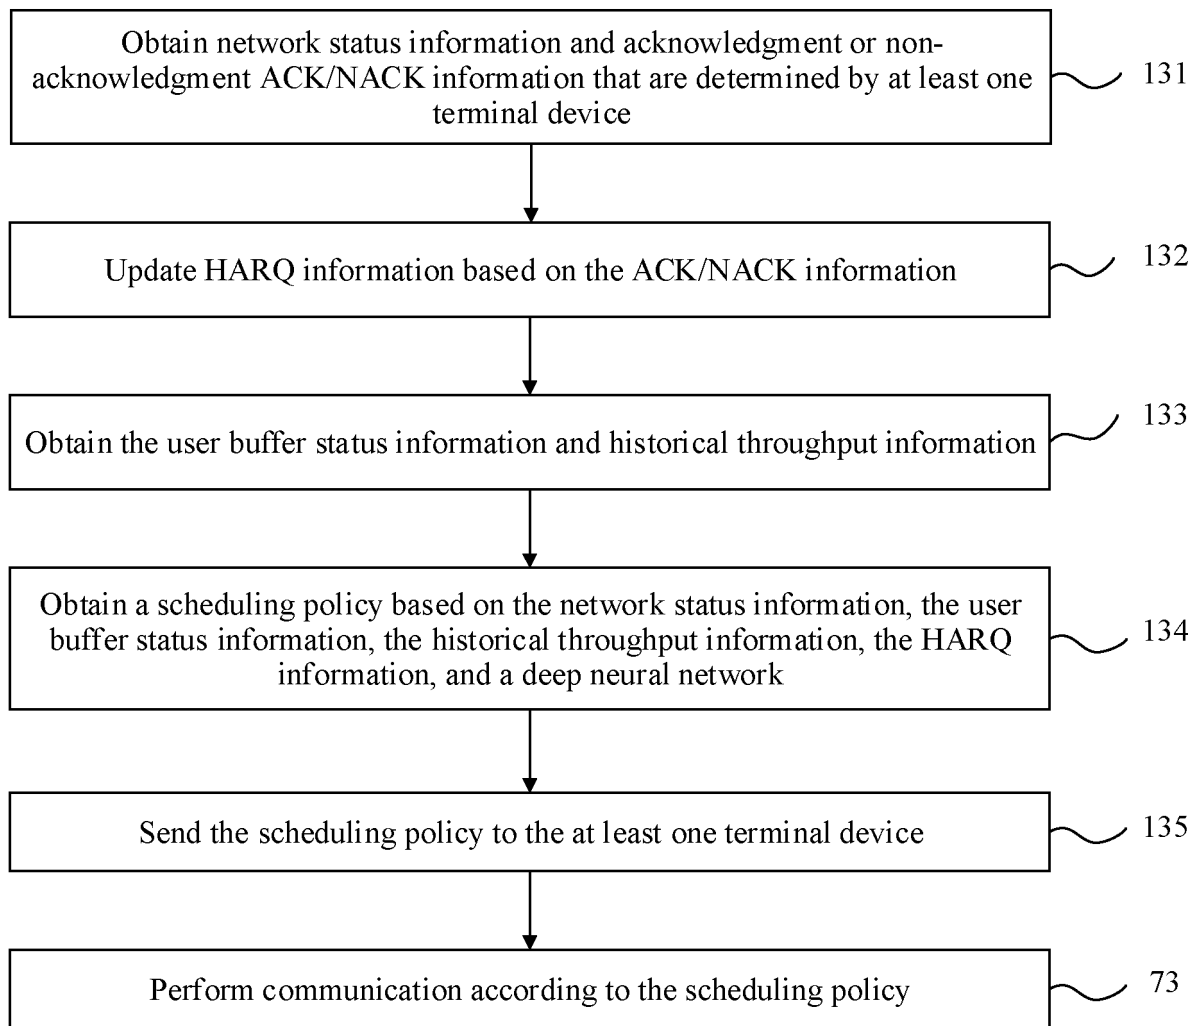 Obtain network status information and acknowledgment or non-
acknowledgment ACK/NACK information that are determined by at least one
terminal device
131
Update HARQ information based on the ACK/NACK information
132
Obtain the user buffer status information and historical throughput information
133
Obtain a scheduling policy based on the network status information, the user
buffer status information, the historical throughput information, the HARQ
information, and a deep neural network
134
Send the scheduling policy to the at least one terminal device
135
Perform communication according to the scheduling policy
73